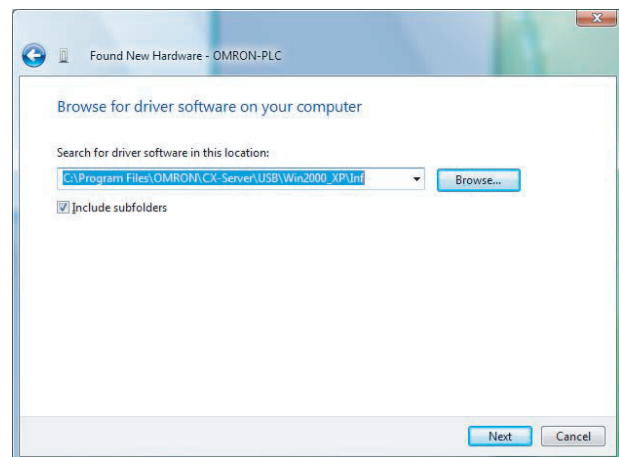 Found New Hardware - OMRON-PLC
Browse for driver software on your computer
Search for driver software in this location:
C:\Program Files\OMRON\CX-Server\USB\Win2000_XP\Inf
Browse...
Include subfolders
Next
Cancel